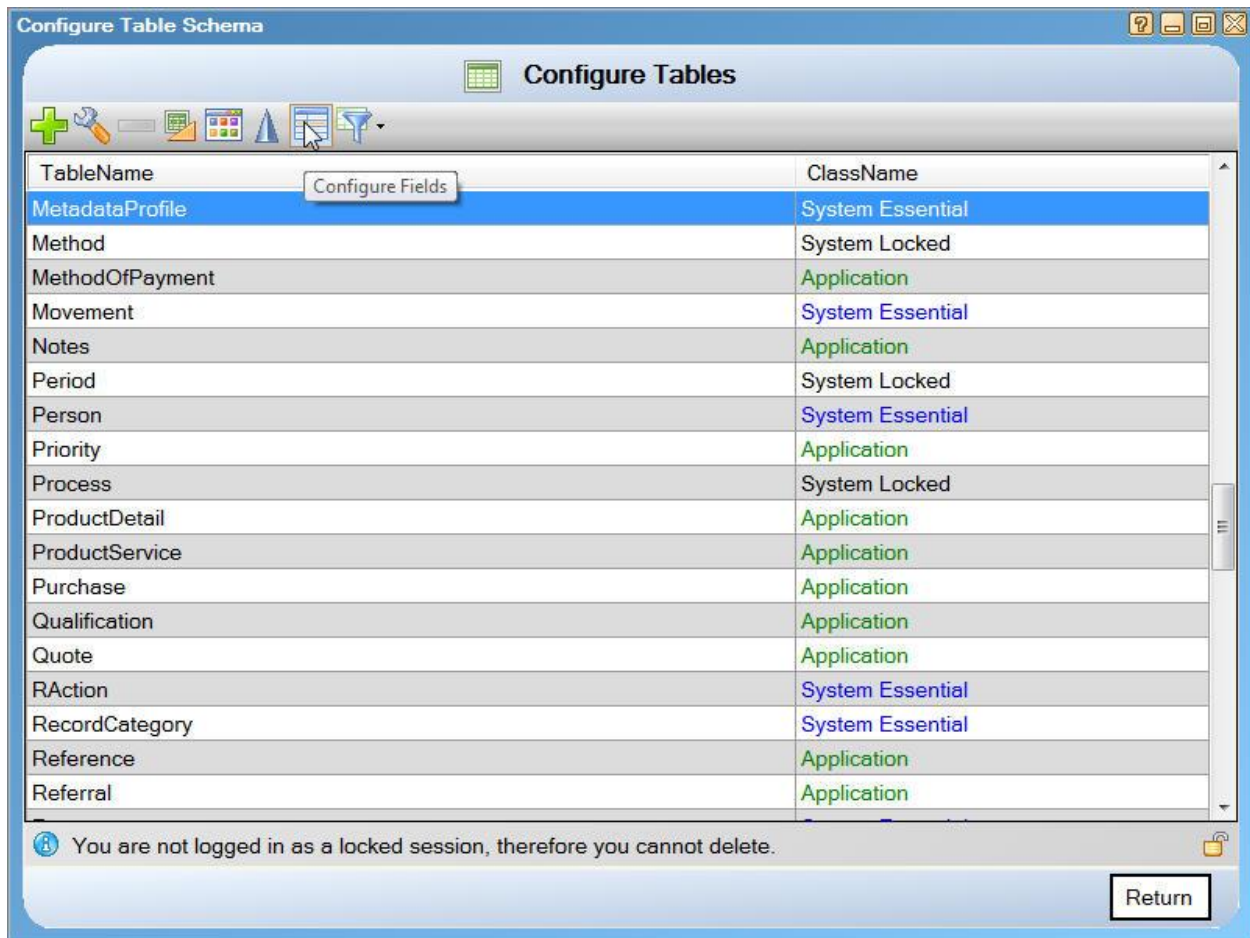 Configure Table Schema
Configure Tables
TableName ClassName
Configure Fields
MetadataProfile System Essential
Method System Locked
MethodOfPayment Application
Movement System Essential
Notes Application
Period System Locked
Person System Essential
Priority Application
Process System Locked
ProductDetail Application
ProductService Application
Purchase Application
Qualification Application
Quote Application
RAction System Essential
RecordCategory System Essential
Reference Application
Referral Application
You are not logged in as a locked session, therefore you cannot delete.
Return